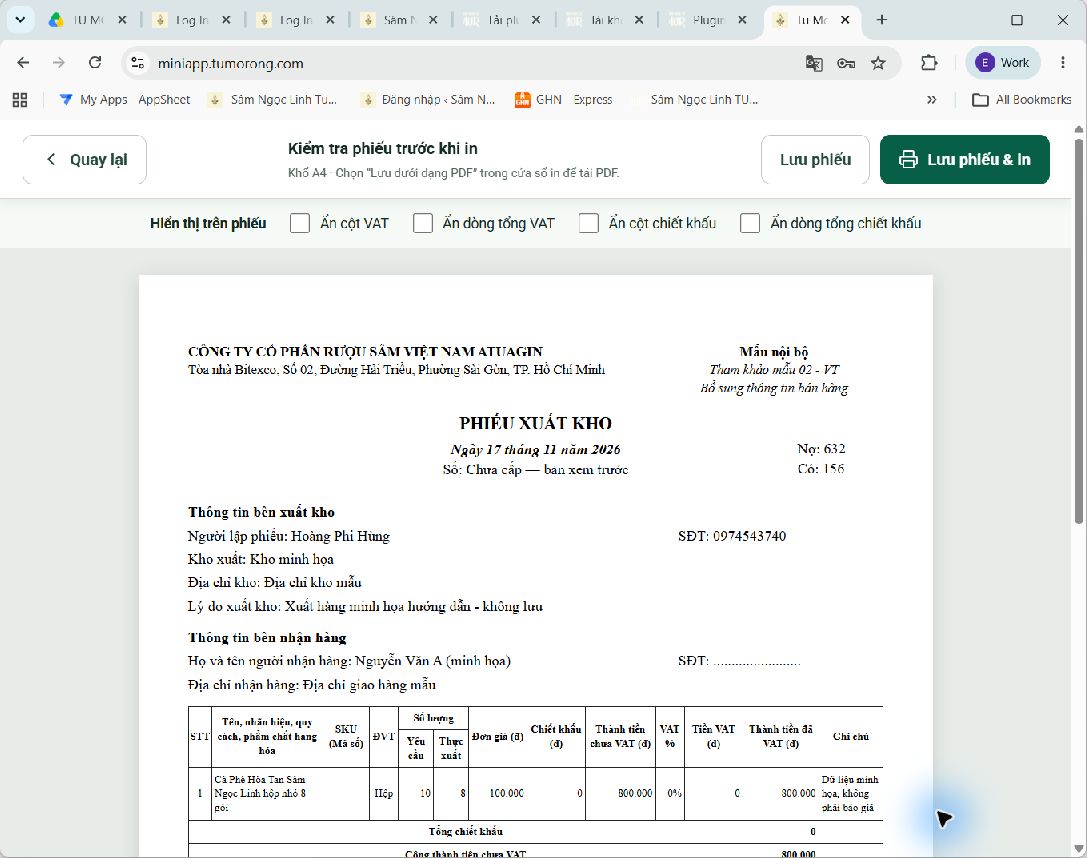 TU MC
Log In
Log In
Sâm N
Tải plu
Tài kh
Plugin
Tu Mo
miniapp.tumorong.com
E Work
My Apps - AppSheet
Sâm Ngọc Linh Tu...
Đăng nhập ‹ Sâm N...
GHN - Express
Sâm Ngọc Linh TU...
All Bookmarks
Quay lại
Kiểm tra phiếu trước khi in
Khổ A4 · Chọn “Lưu dưới dạng PDF” trong cửa sổ in để tải PDF.
Lưu phiếu
Lưu phiếu & in
Hiển thị trên phiếu
Ẩn cột VAT
Ẩn dòng tổng VAT
Ẩn cột chiết khấu
Ẩn dòng tổng chiết khấu
CÔNG TY CỔ PHẦN RƯỢU SÂM VIỆT NAM ATUAGIN
Tòa nhà Bitexco, Số 02, Đường Hải Triều, Phường Sài Gòn, TP. Hồ Chí Minh
Mẫu nội bộ
Tham khảo mẫu 02 - VT
Bổ sung thông tin bán hàng
PHIẾU XUẤT KHO
Ngày 17 tháng 11 năm 2026
Số: Chưa cấp — bản xem trước
Nợ: 632
Có: 156
Thông tin bên xuất kho
Người lập phiếu: Hoàng Phi Hùng
SĐT: 0974543740
Kho xuất: Kho minh họa
Địa chỉ kho: Địa chỉ kho mẫu
Lý do xuất kho: Xuất hàng minh họa hướng dẫn - không lưu
Thông tin bên nhận hàng
Họ và tên người nhận hàng: Nguyễn Văn A (minh họa)
SĐT: ........................
Địa chỉ nhận hàng: Địa chỉ giao hàng mẫu
STT
Tên, nhãn hiệu, quy
cách, phẩm chất hàng
hóa
SKU
(Mã số)
ĐVT
Số lượng
Yêu
cầu
Thực
xuất
Đơn giá (đ)
Chiết khấu
(đ)
Thành tiền
chưa VAT (đ)
VAT
%
Tiền VAT
(đ)
Thành tiền đã
VAT (đ)
Ghi chú
1
Cà Phê Hòa Tan Sâm
Ngọc Linh hộp nhỏ 8
gói
Hộp
10
8
100.000
0
800.000
0%
0
800.000
Dữ liệu minh
họa, không
phải báo giá
Tổng chiết khấu
0
Cộng thành tiền chưa VAT
800.000